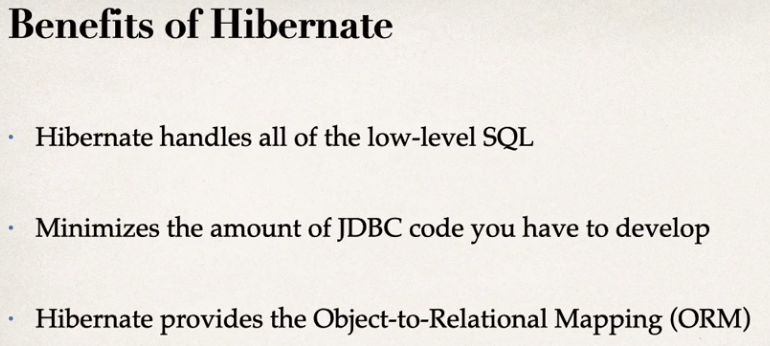 Benefits of Hibernate
• Hibernate handles all of the low-level SQL
• Minimizes the amount of JDBC code you have to develop
• Hibernate provides the Object-to-Relational Mapping (ORM)